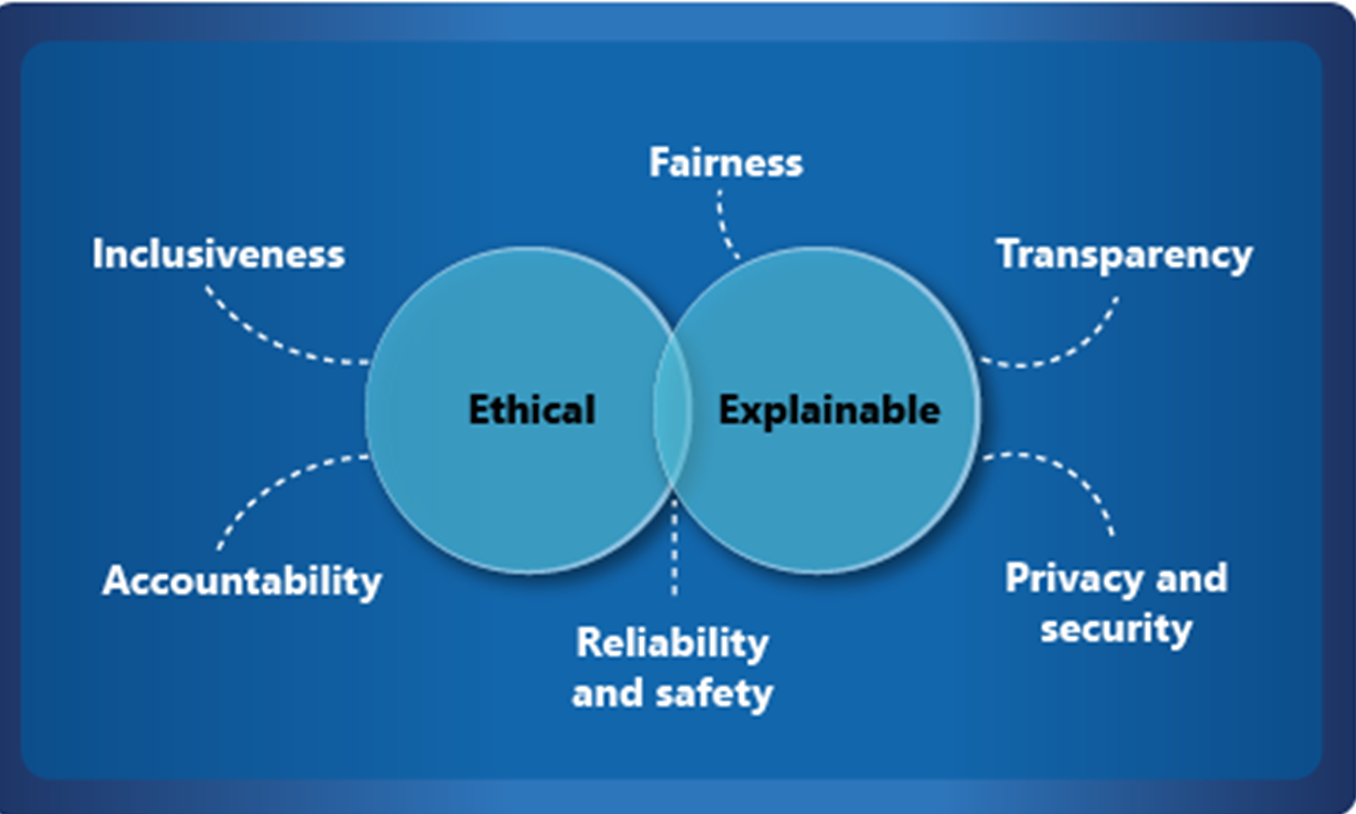 Fairness
Inclusiveness
Transparency
Ethical
Explainable
Accountability
Privacy and
security
Reliability
and safety